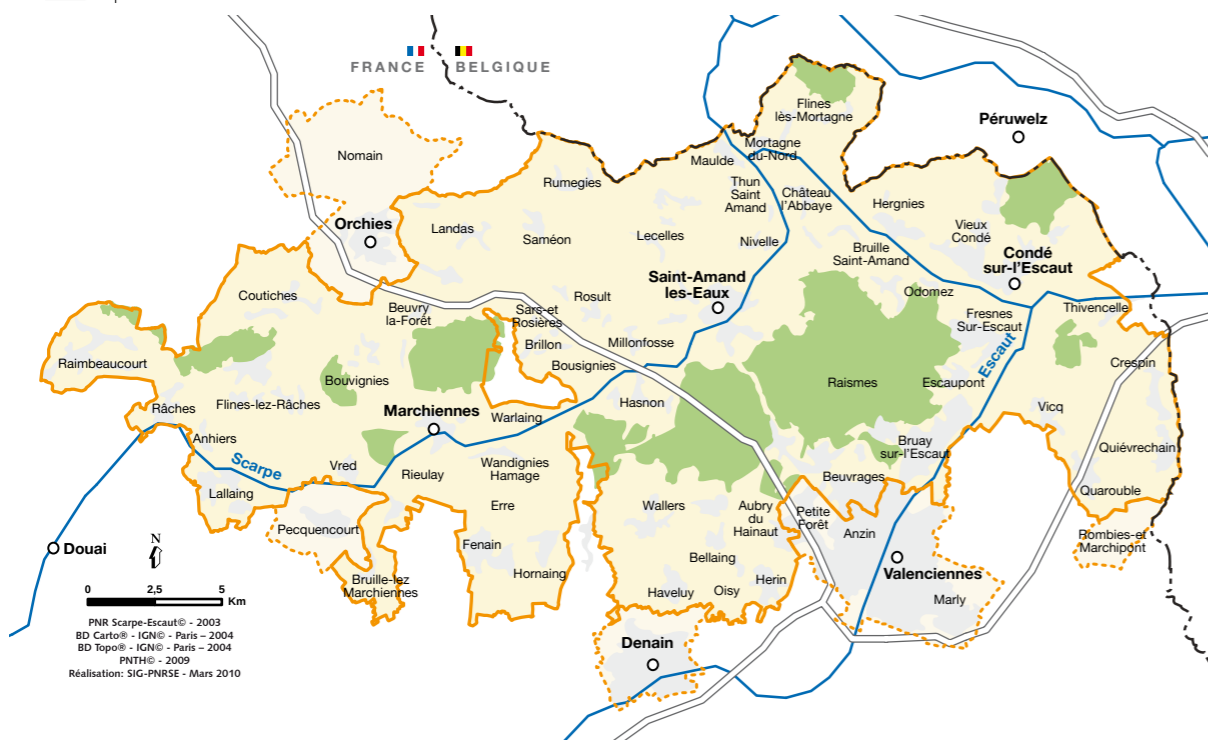 FRANCE
BELGIQUE
Flines
lès-Mortagne
Péruwelz
Nomain
Maulde
Mortagne
du-Nord
Rumegies
Thun
Saint
Amand
Château
l'Abbaye
Hergnies
Orchies
Landas
Saméon
Lecelles
Nivelle
Vieux
Condé
Bruille
Saint-Amand
Condé
sur-l'Escaut
Saint-Amand
les-Eaux
Coutiches
Rosult
Odomez
Beuvry
la-Forêt
Sars-et
Rosières
Fresnes
Sur-Escaut
Thivencelle
Brillon
Millonfosse
Escaut
Raimbeaucourt
Bousignies
Crespin
Bouvignies
Raismes
Escaupont
Râches
Flines-lez-Râches
Marchiennes
Hasnon
Vicq
Warlaing
Anhiers
Bruay
sur-l'Escaut
Quiévrechain
Scarpe
Vred
Rieulay
Wandignies
Hamage
Beuvrages
Lallaing
Quarouble
Erre
Wallers
Aubry
du
Hainaut
Petite
Forêt
Pecquencourt
Anzin
Rombies-et
Marchipont
Douai
N
Fenain
Bellaing
Valenciennes
Bruille-lez
Marchiennes
Hornaing
Herin
Haveluy
Oisy
Marly
0 2,5 5
Km
Denain
PNR Scarpe-Escaut© - 2003
BD Carto® - IGN© - Paris – 2004
BD Topo® - IGN© - Paris – 2004
PNTH© - 2009
Réalisation: SIG-PNRSE - Mars 2010